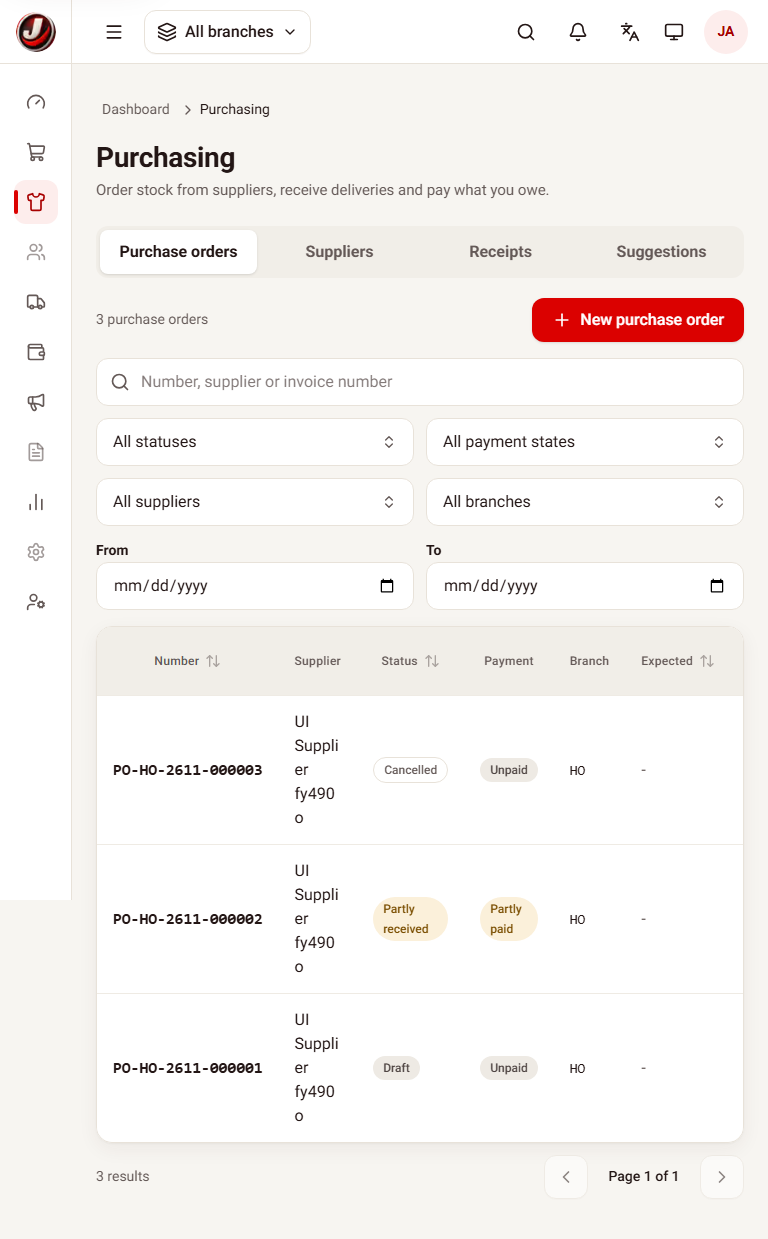 J
All branches
JA
Dashboard
Purchasing
Purchasing
Order stock from suppliers, receive deliveries and pay what you owe.
Purchase orders
Suppliers
Receipts
Suggestions
3 purchase orders
New purchase order
Number, supplier or invoice number
All statuses
All payment states
All suppliers
All branches
From
To
mm/dd/yyyy
mm/dd/yyyy
Number Supplier Status Payment Branch Expected
PO-HO-2611-000003
UI
Suppli
er
fy490
o
Cancelled
Unpaid
HO
-
PO-HO-2611-000002
UI
Suppli
er
fy490
o
Partly
received
Partly
paid
HO
-
PO-HO-2611-000001
UI
Suppli
er
fy490
o
Draft
Unpaid
HO
-
3 results
Page 1 of 1